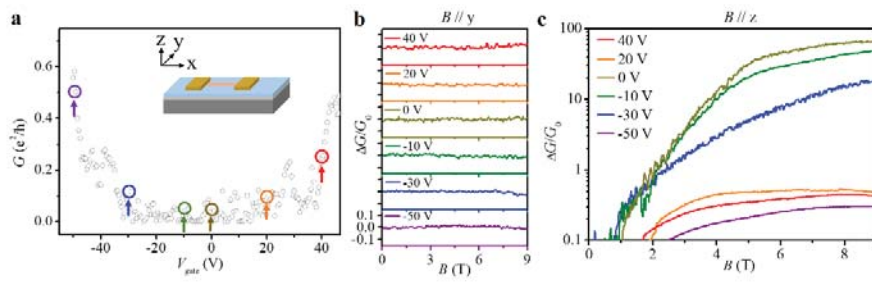 a
z
y
x
0.6
0.4
0.2
0.0
G (e²/h)
-40 -20 0 20 40
V_gate (V)
b
B // y
40 V
20 V
0 V
-10 V
-30 V
-50 V
0.1
0.0
-0.1
ΔG/G₀
0 3 6 9
B (T)
c
B // z
40 V
20 V
0 V
-10 V
-30 V
-50 V
100
10
1
0.1
ΔG/G₀
0 2 4 6 8
B (T)